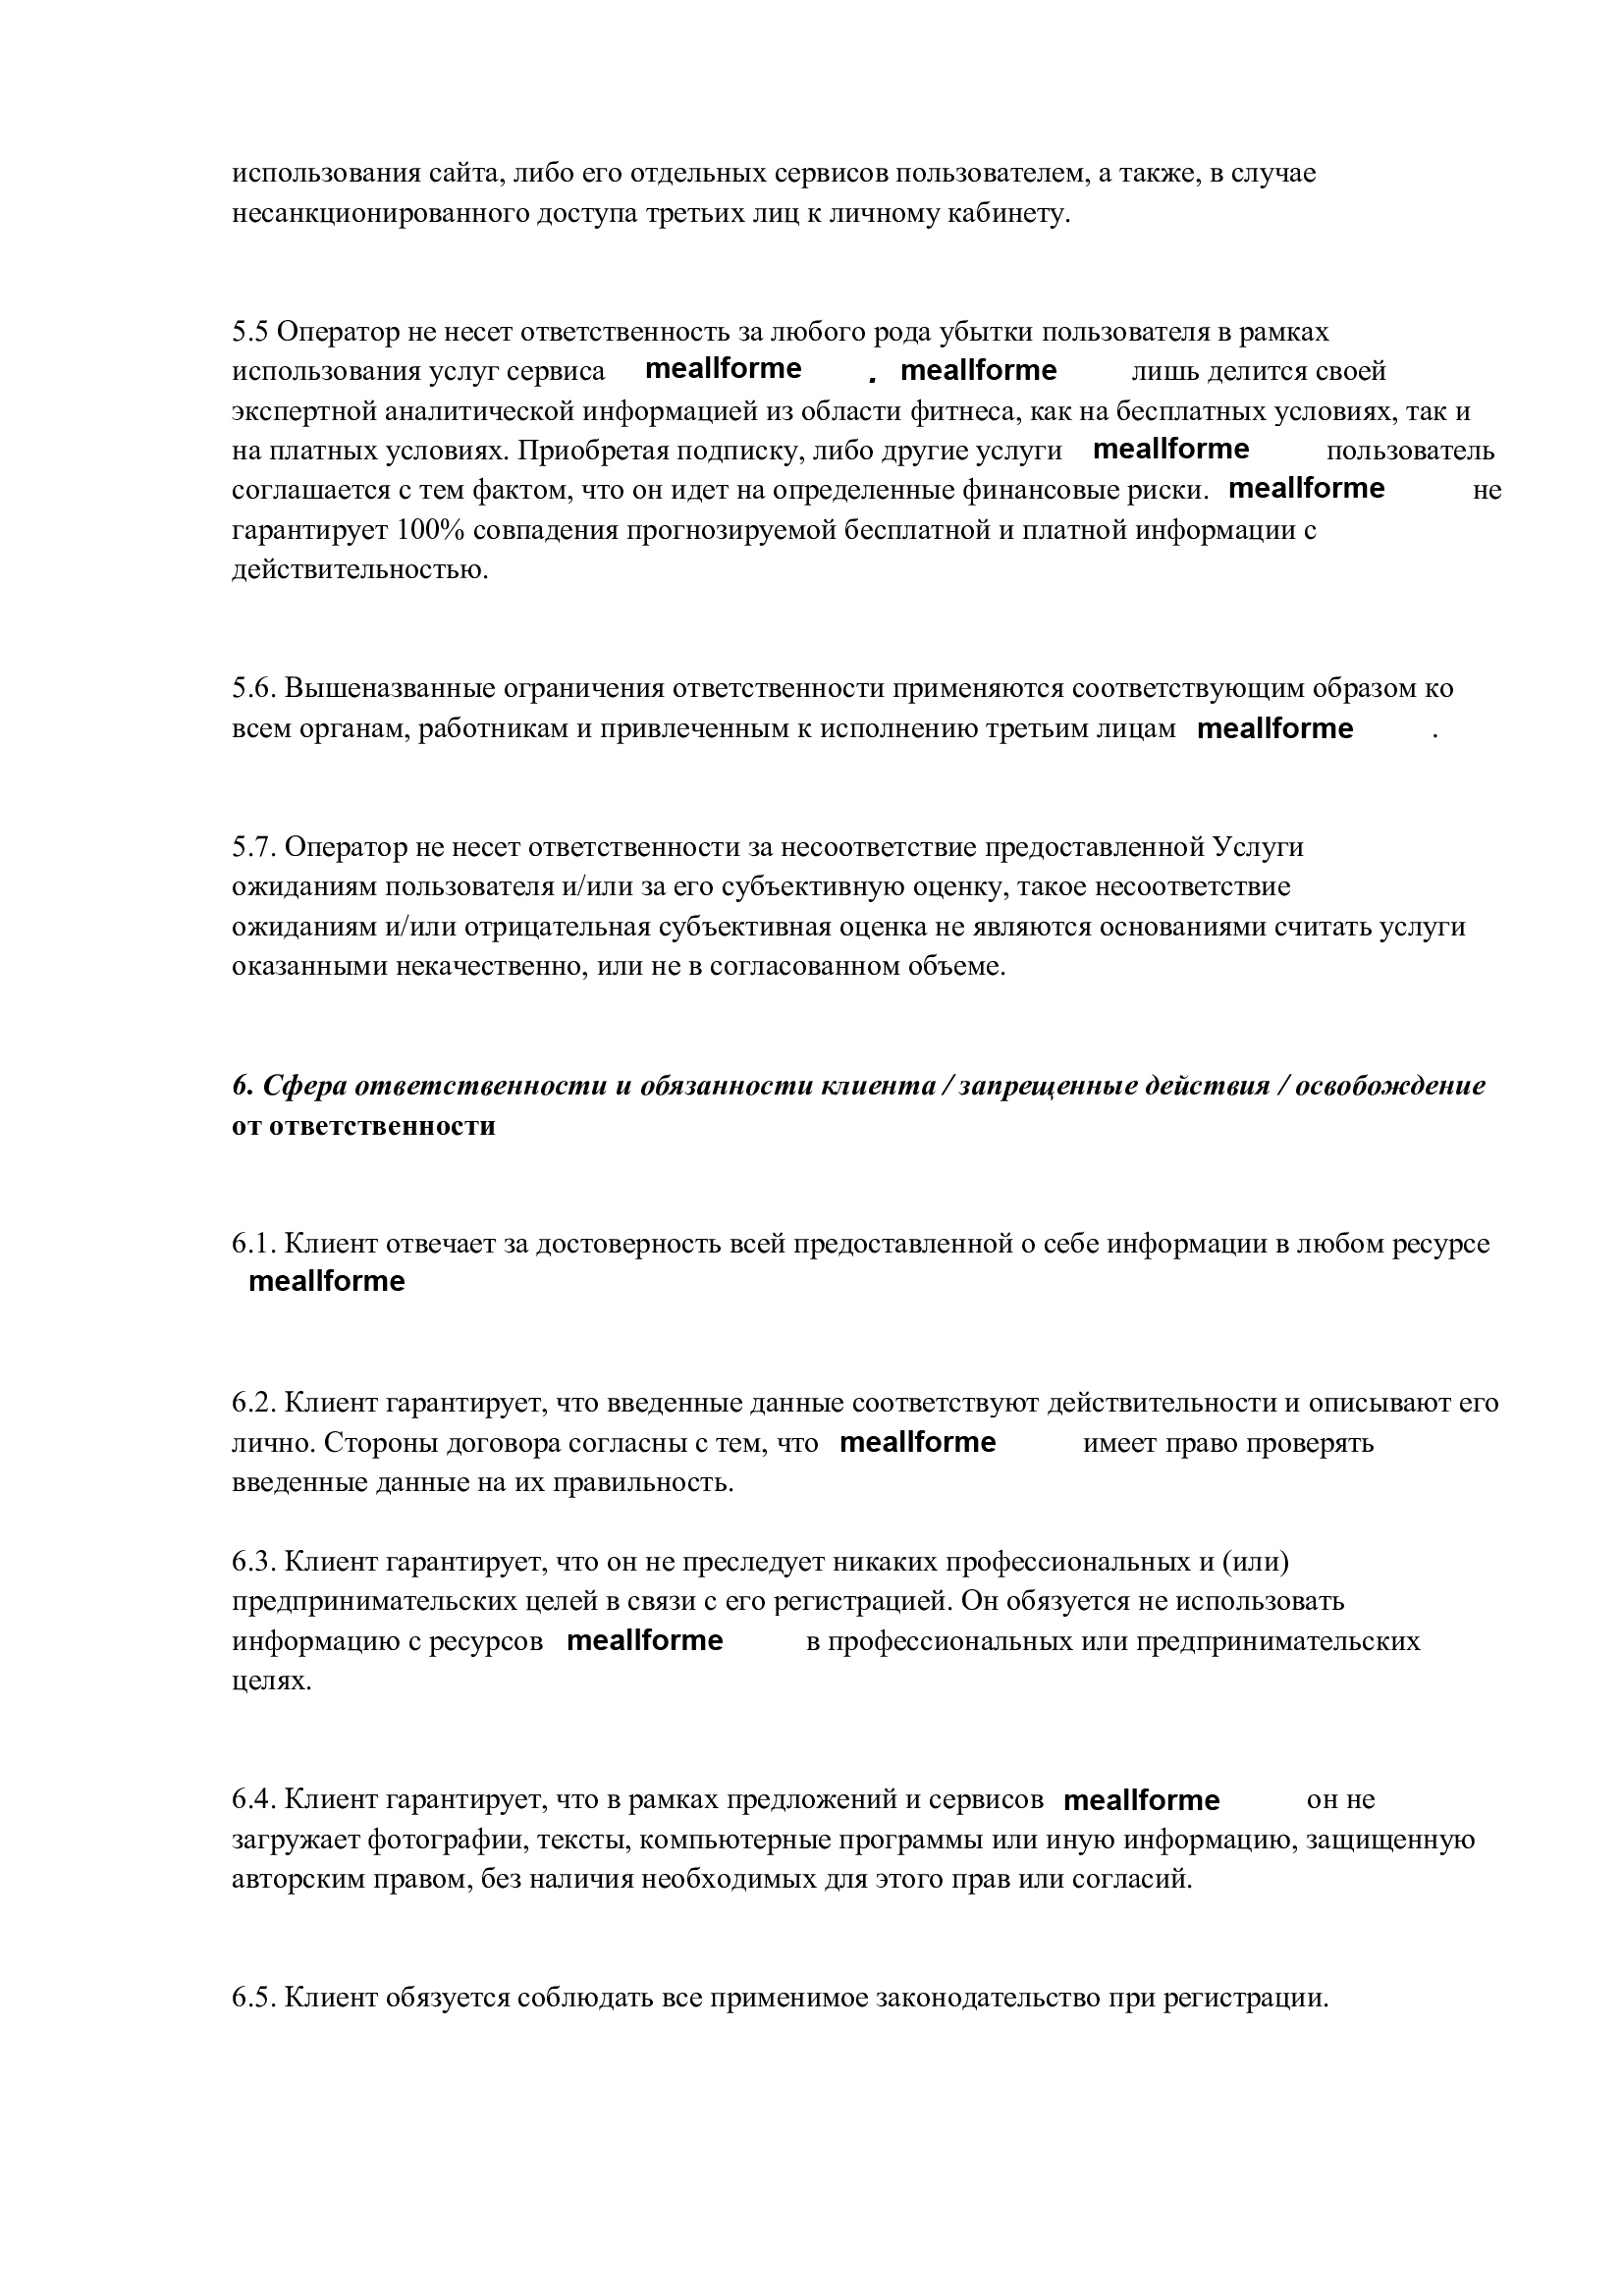 использования сайта, либо его отдельных сервисов пользователем, а также, в случае
несанкционированного доступа третьих лиц к личному кабинету.
5.5 Оператор не несет ответственность за любого рода убытки пользователя в рамках
использования услуг сервиса meallforme . meallforme лишь делится своей
экспертной аналитической информацией из области фитнеса, как на бесплатных условиях, так и
на платных условиях. Приобретая подписку, либо другие услуги meallforme пользователь
соглашается с тем фактом, что он идет на определенные финансовые риски. meallforme не
гарантирует 100% совпадения прогнозируемой бесплатной и платной информации с
действительностью.
5.6. Вышеназванные ограничения ответственности применяются соответствующим образом ко
всем органам, работникам и привлеченным к исполнению третьим лицам meallforme .
5.7. Оператор не несет ответственности за несоответствие предоставленной Услуги
ожиданиям пользователя и/или за его субъективную оценку, такое несоответствие
ожиданиям и/или отрицательная субъективная оценка не являются основаниями считать услуги
оказанными некачественно, или не в согласованном объеме.
6. Сфера ответственности и обязанности клиента / запрещенные действия / освобождение
от ответственности
6.1. Клиент отвечает за достоверность всей предоставленной о себе информации в любом ресурсе
meallforme
6.2. Клиент гарантирует, что введенные данные соответствуют действительности и описывают его
лично. Стороны договора согласны с тем, что meallforme имеет право проверять
введенные данные на их правильность.
6.3. Клиент гарантирует, что он не преследует никаких профессиональных и (или)
предпринимательских целей в связи с его регистрацией. Он обязуется не использовать
информацию с ресурсов meallforme в профессиональных или предпринимательских
целях.
6.4. Клиент гарантирует, что в рамках предложений и сервисов meallforme он не
загружает фотографии, тексты, компьютерные программы или иную информацию, защищенную
авторским правом, без наличия необходимых для этого прав или согласий.
6.5. Клиент обязуется соблюдать все применимое законодательство при регистрации.